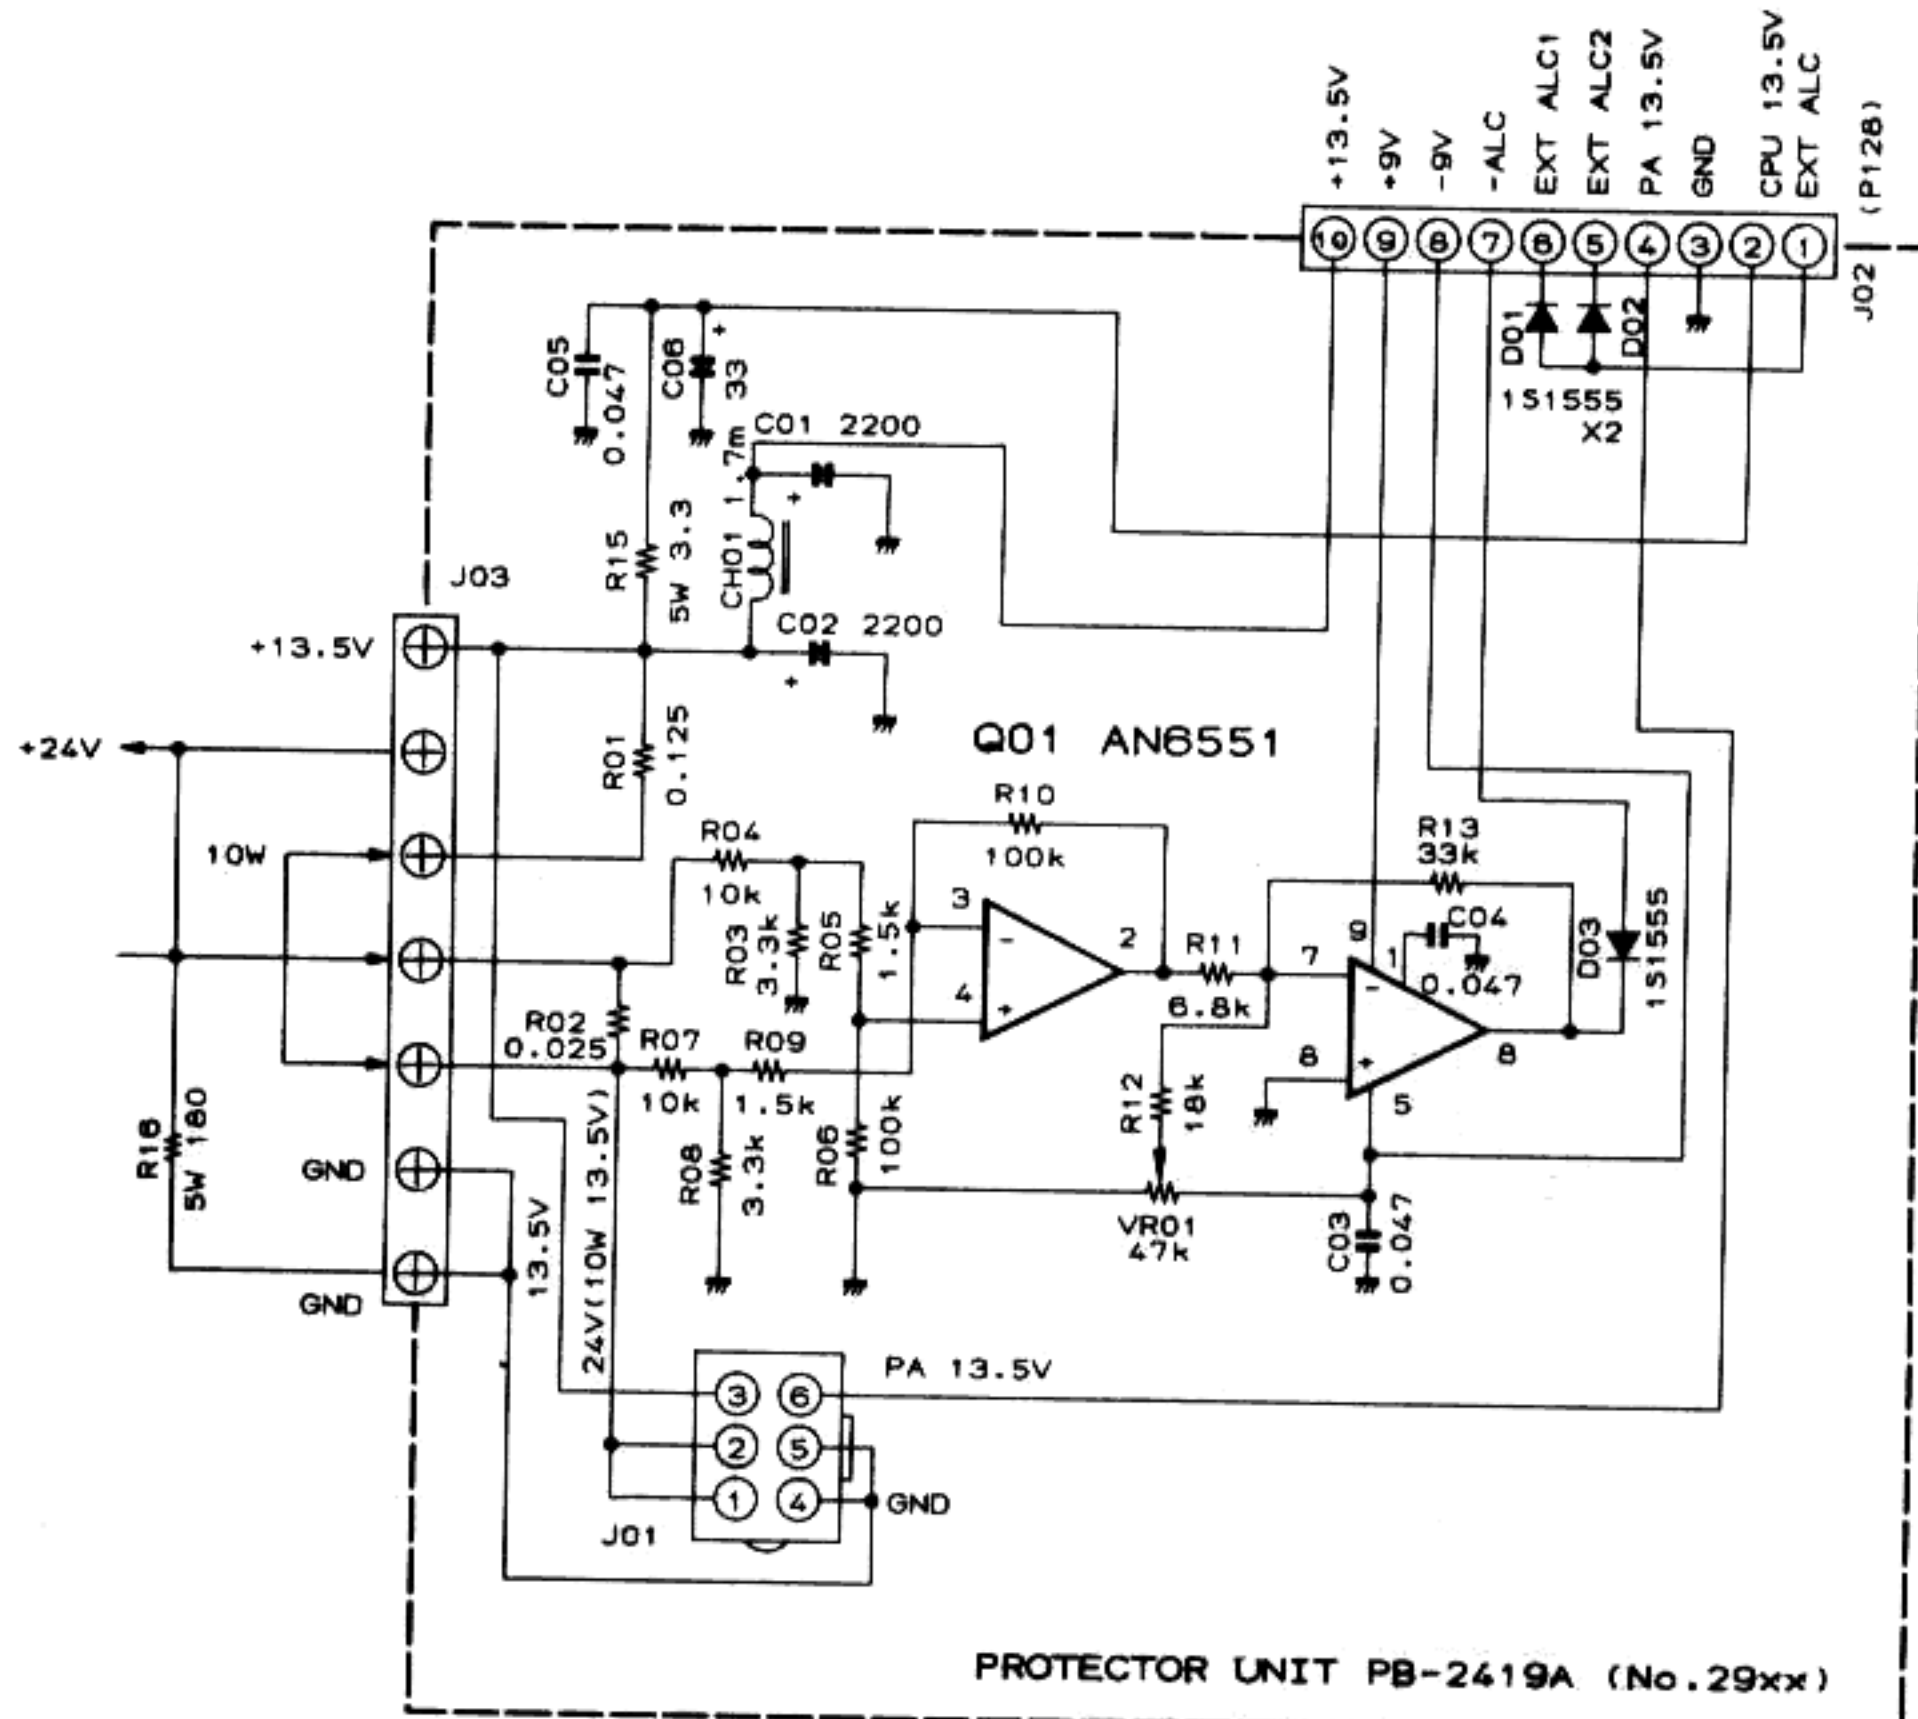 +13.5V
+9V
-9V
-ALC
EXT ALC1
EXT ALC2
PA 13.5V
GND
CPU 13.5V
EXT ALC
(P128)
10
9
8
7
6
5
4
3
2
1
J02
D01
D02
1S1555
X2
C05
0.047
C06
+
33
C01 2200
+
1.7m
CH01
R15
5W 3.3
C02 2200
+
J03
+13.5V
+24V
10W
GND
GND
R16
5W 180
R01
0.125
Q01 AN6551
R04
10k
R03
3.3k
R05
1.5k
R02
0.025
R07
10k
R09
1.5k
R08
3.3k
R06
100k
R10
100k
3
-
4
+
2
R11
6.8k
R12
18k
VR01
47k
R13
33k
C04
0.047
9
1
7
-
6
+
8
5
D03
1S1555
C03
0.047
13.5V
24V(10W 13.5V)
PA 13.5V
3
6
2
5
1
4
GND
J01
PROTECTOR UNIT PB-2419A (No.29xx)